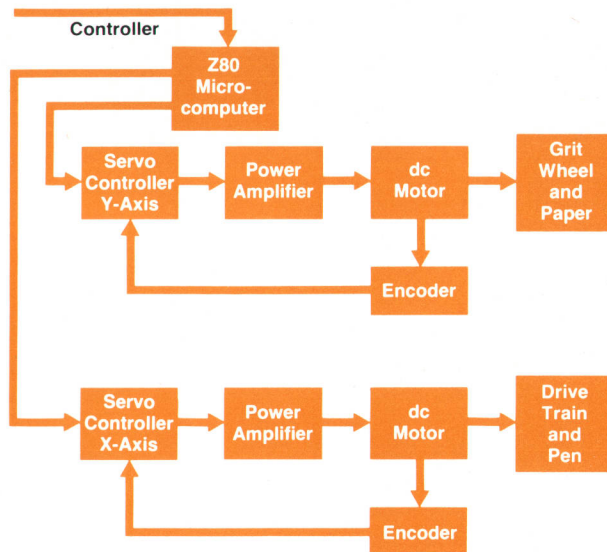 Controller
Z80
Micro-
computer
Servo
Controller
Y-Axis
Power
Amplifier
dc
Motor
Grit
Wheel
and
Paper
Encoder
Servo
Controller
X-Axis
Power
Amplifier
dc
Motor
Drive
Train
and
Pen
Encoder